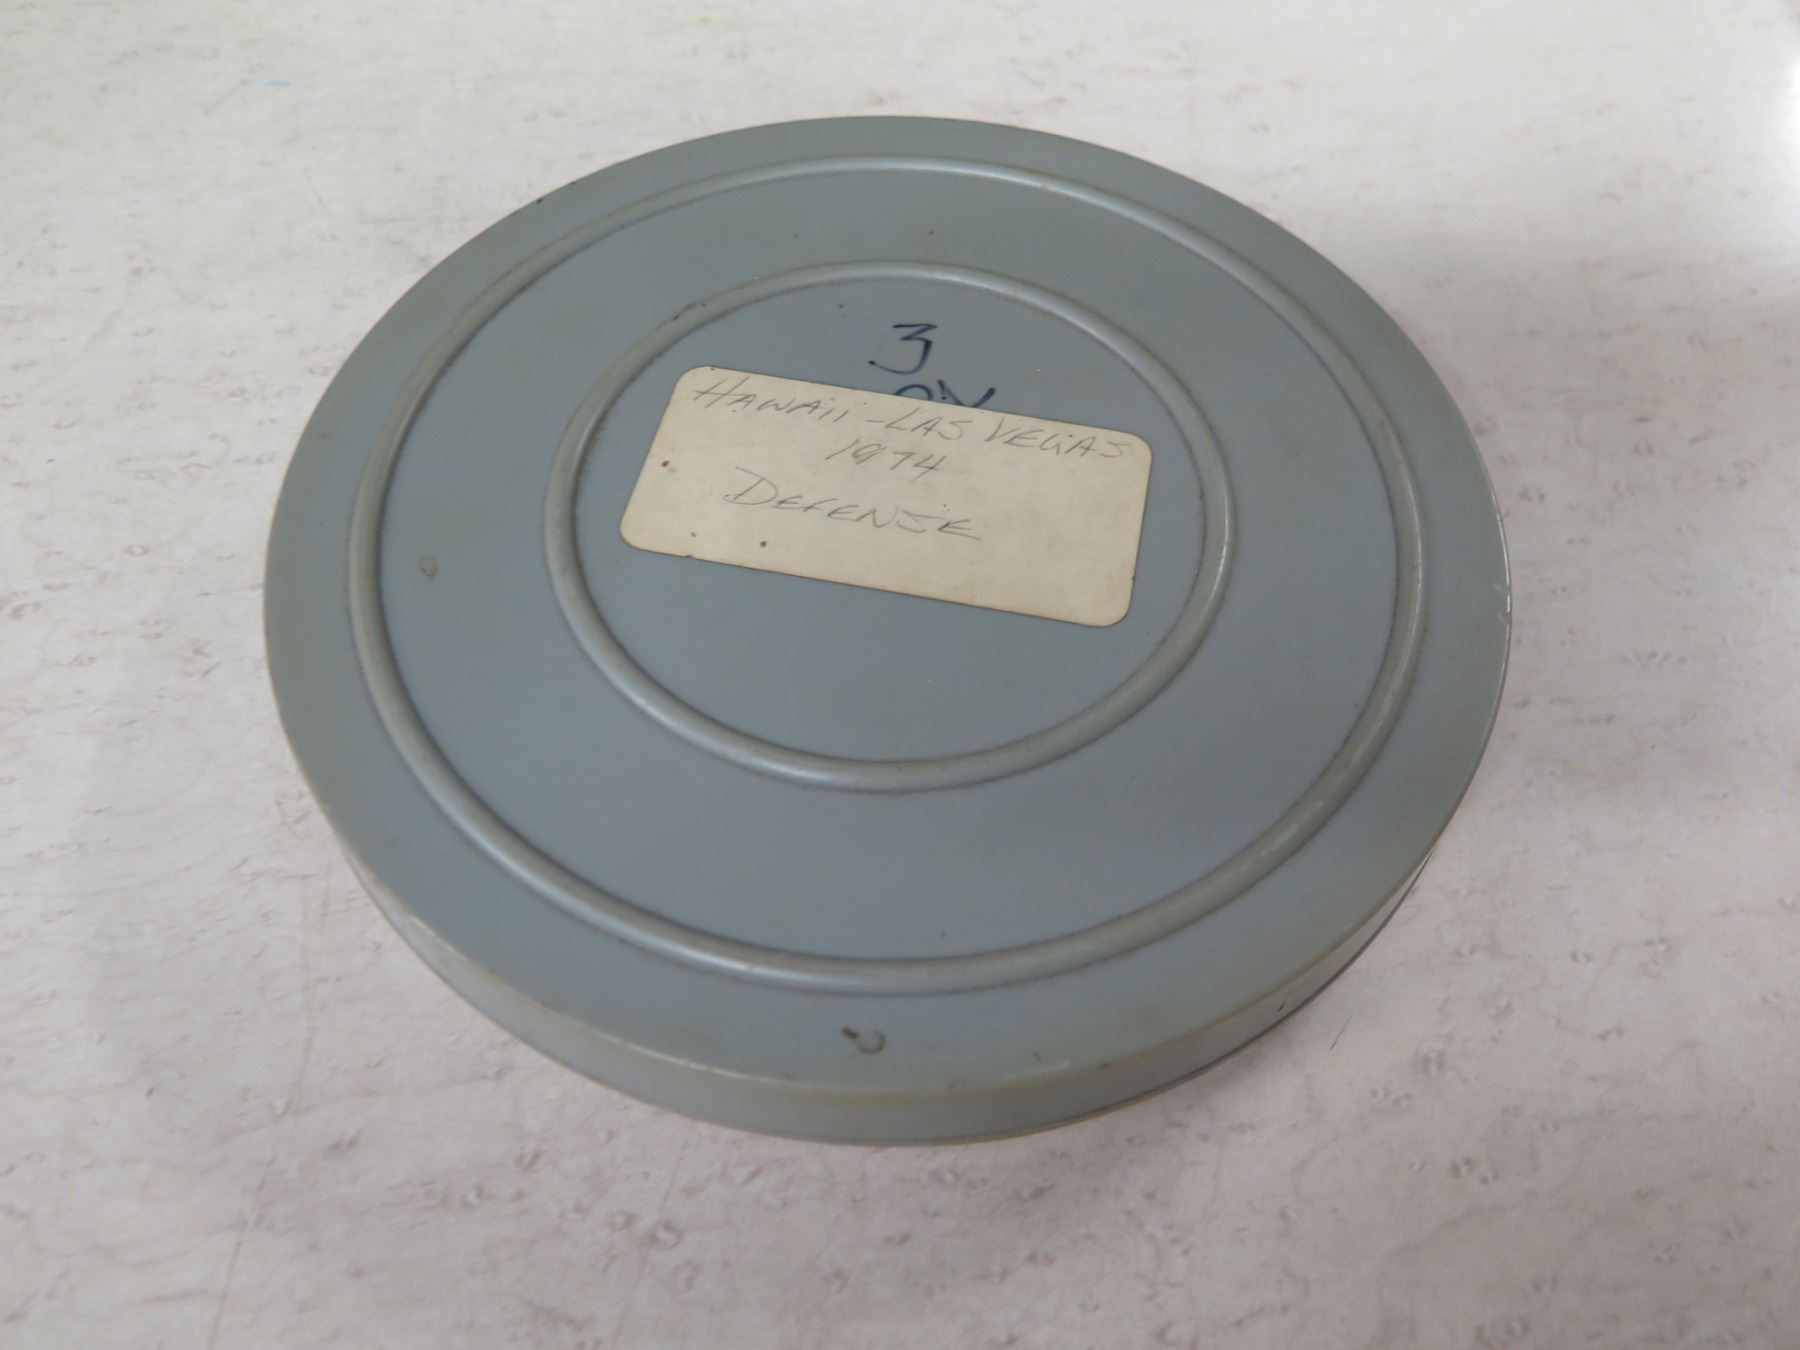 3
HAWAII - LAS VEGAS
1974
DEFENSE